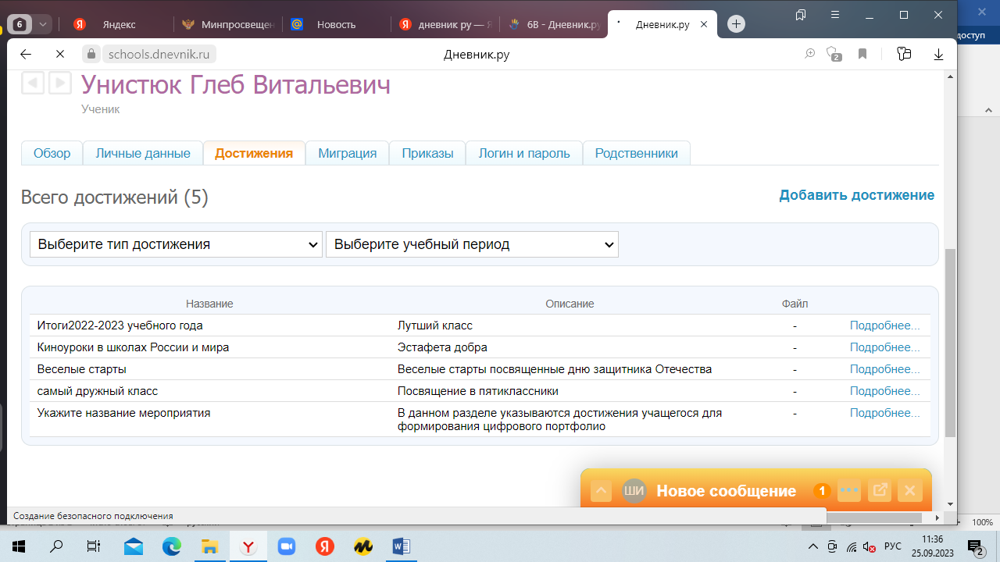 6
Яндекс
Минпросвещен
Новость
дневник ру — Я
6В - Дневник.ру
Дневник.ру
доступ
schools.dnevnik.ru
Дневник.ру
2
Унистюк Глеб Витальевич
Ученик
Обзор
Личные данные
Достижения
Миграция
Приказы
Логин и пароль
Родственники
Всего достижений (5)
Добавить достижение
Выберите тип достижения
Выберите учебный период
Название
Описание
Файл
Итоги2022-2023 учебного года
Лутший класс
-
Подробнее...
Киноуроки в школах России и мира
Эстафета добра
-
Подробнее...
Веселые старты
Веселые старты посвященные дню защитника Отечества
-
Подробнее...
самый дружный класс
Посвящение в пятиклассники
-
Подробнее...
Укажите название мероприятия
В данном разделе указываются достижения учащегося для
формирования цифрового портфолио
-
Подробнее...
ШИ
Новое сообщение
1
Создание безопасного подключения
100%
РУС
11:36
25.09.2023
2